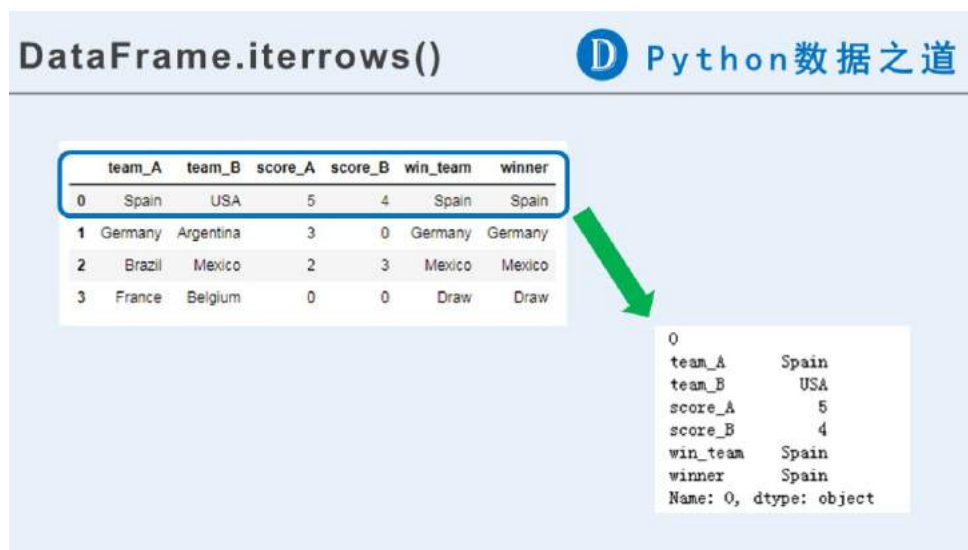 DataFrame.iterrows()
D Python数据之道
team_A team_B score_A score_B win_team winner
0 Spain USA 5 4 Spain Spain
1 Germany Argentina 3 0 Germany Germany
2 Brazil Mexico 2 3 Mexico Mexico
3 France Belgium 0 0 Draw Draw
0
team_A Spain
team_B USA
score_A 5
score_B 4
win_team Spain
winner Spain
Name: 0, dtype: object